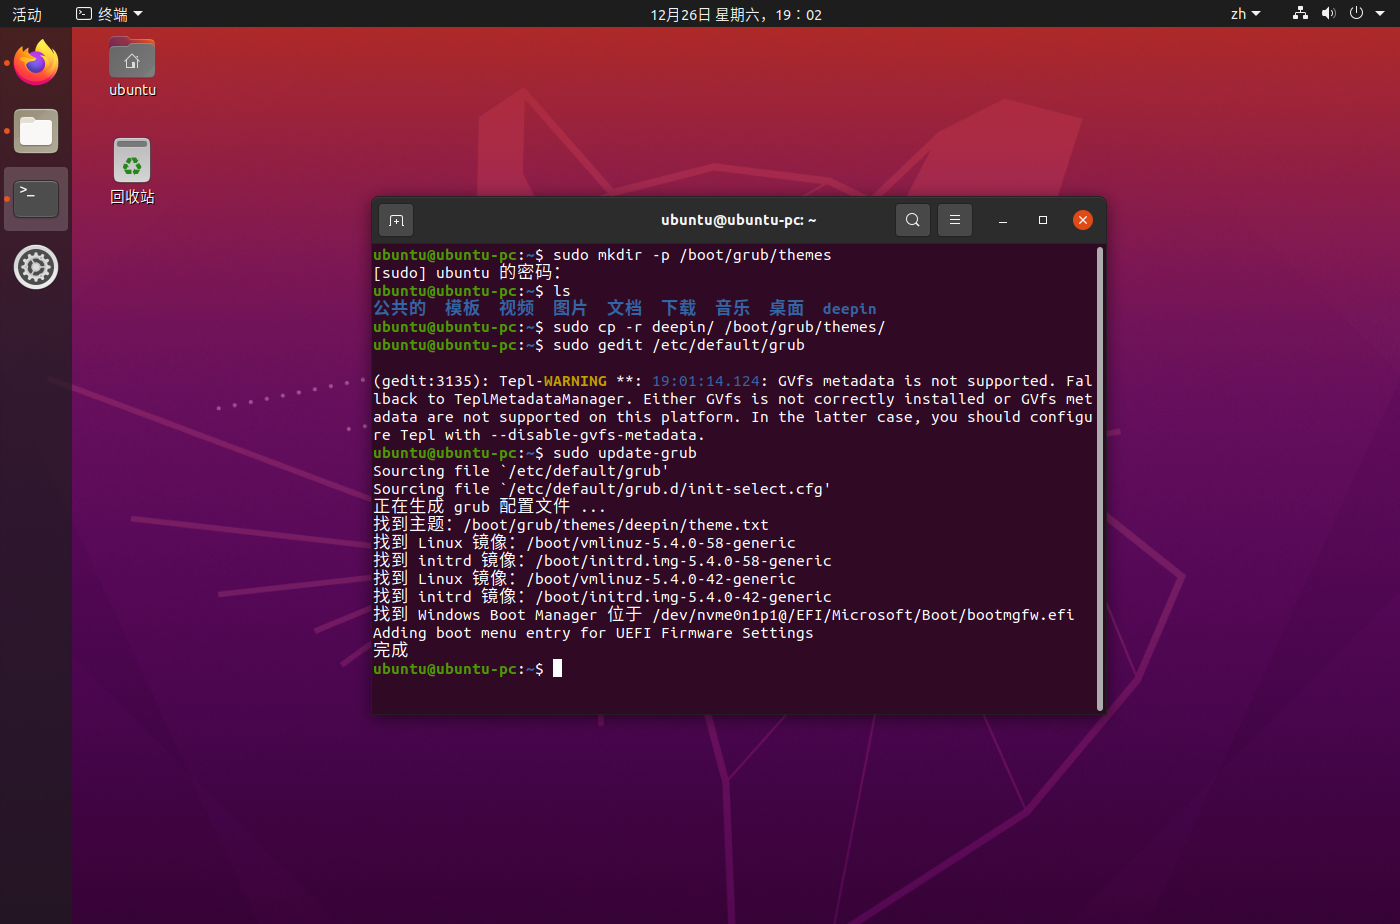 活动 终端 12月26日 星期六，19：02 zh
ubuntu
回收站
ubuntu@ubuntu-pc: ~
ubuntu@ubuntu-pc:~$ sudo mkdir -p /boot/grub/themes
[sudo] ubuntu 的密码：
ubuntu@ubuntu-pc:~$ ls
公共的 模板 视频 图片 文档 下载 音乐 桌面 deepin
ubuntu@ubuntu-pc:~$ sudo cp -r deepin/ /boot/grub/themes/
ubuntu@ubuntu-pc:~$ sudo gedit /etc/default/grub
(gedit:3135): Tepl-WARNING **: 19:01:14.124: GVfs metadata is not supported. Fal
lback to TeplMetadataManager. Either GVfs is not correctly installed or GVfs met
adata are not supported on this platform. In the latter case, you should configu
re Tepl with --disable-gvfs-metadata.
ubuntu@ubuntu-pc:~$ sudo update-grub
Sourcing file `/etc/default/grub'
Sourcing file `/etc/default/grub.d/init-select.cfg'
正在生成 grub 配置文件 ...
找到主题：/boot/grub/themes/deepin/theme.txt
找到 Linux 镜像：/boot/vmlinuz-5.4.0-58-generic
找到 initrd 镜像：/boot/initrd.img-5.4.0-58-generic
找到 Linux 镜像：/boot/vmlinuz-5.4.0-42-generic
找到 initrd 镜像：/boot/initrd.img-5.4.0-42-generic
找到 Windows Boot Manager 位于 /dev/nvme0n1p1@/EFI/Microsoft/Boot/bootmgfw.efi
Adding boot menu entry for UEFI Firmware Settings
完成
ubuntu@ubuntu-pc:~$